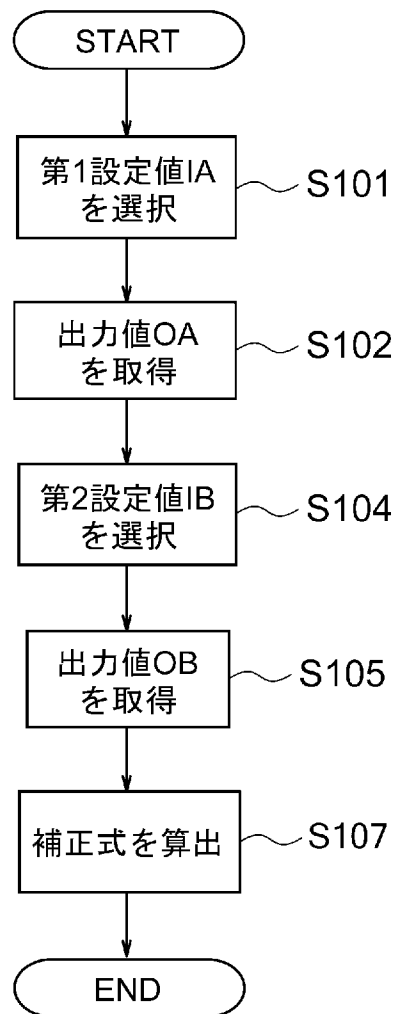 START
第1設定値IA
を選択
S101
出力値OA
を取得
S102
第2設定値IB
を選択
S104
出力値OB
を取得
S105
補正式を算出
S107
END